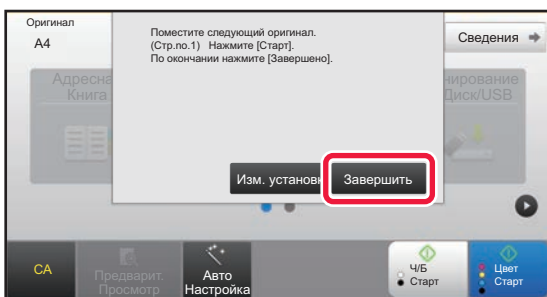 Оригинал
A4
Поместите следующий оригинал.
(Стр.no.1) Нажмите [Старт].
По окончании нажмите [Завершено].
Сведения
Адресна
Книга
нирование
Диск/USB
Изм. установк
Завершить
CA
Предварит.
Просмотр
Авто
Настройка
Ч/Б
Старт
Цвет
Старт